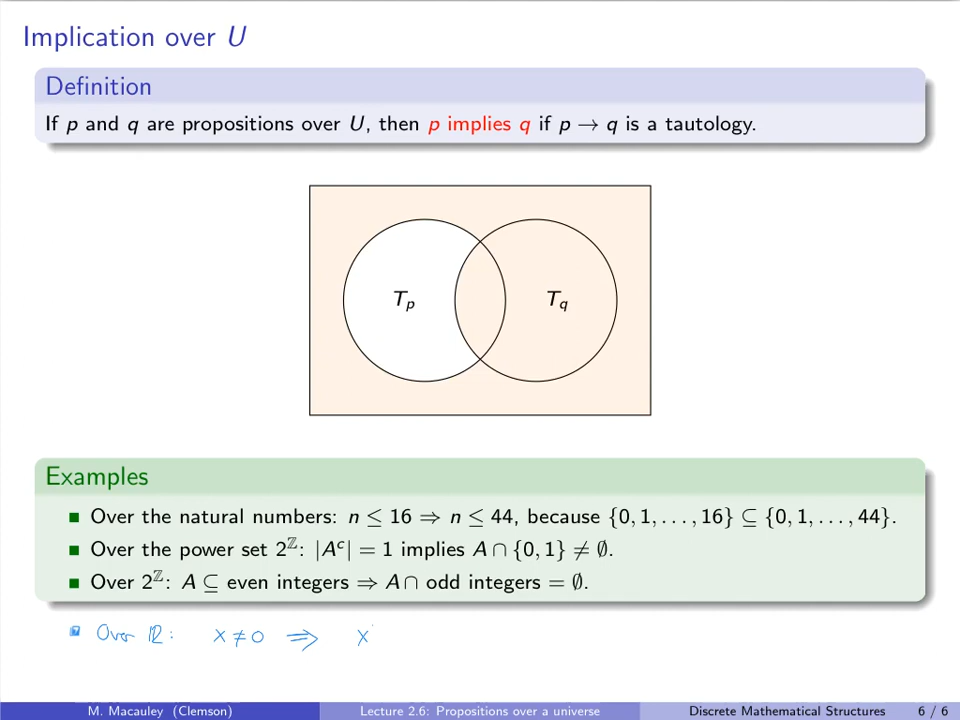 Implication over U
Definition
If p and q are propositions over U, then p implies q if p → q is a tautology.
T_p T_q
Examples
Over the natural numbers: n ≤ 16 ⇒ n ≤ 44, because {0, 1, . . . , 16} ⊆ {0, 1, . . . , 44}.
Over the power set 2^ℤ: |A^c| = 1 implies A ∩ {0, 1} ≠ ∅.
Over 2^ℤ: A ⊆ even integers ⇒ A ∩ odd integers = ∅.
Over ℝ: x ≠ 0 ⇒ x
M. Macauley (Clemson) Lecture 2.6: Propositions over a universe Discrete Mathematical Structures 6 / 6